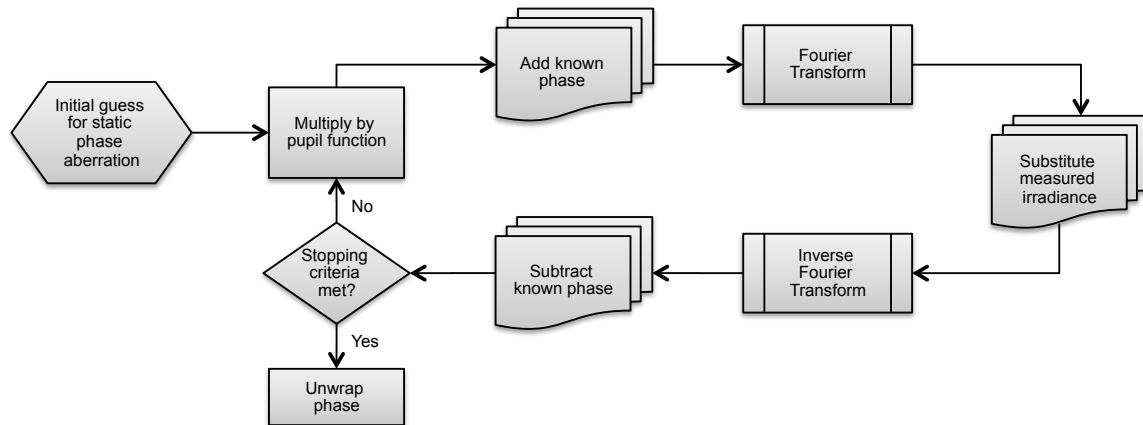 Initial guess
for static
phase
aberration
Multiply by
pupil function
Add known
phase
Fourier
Transform
Substitute
measured
irradiance
Inverse
Fourier
Transform
Subtract
known phase
Stopping
criteria
met?
No
Yes
Unwrap
phase